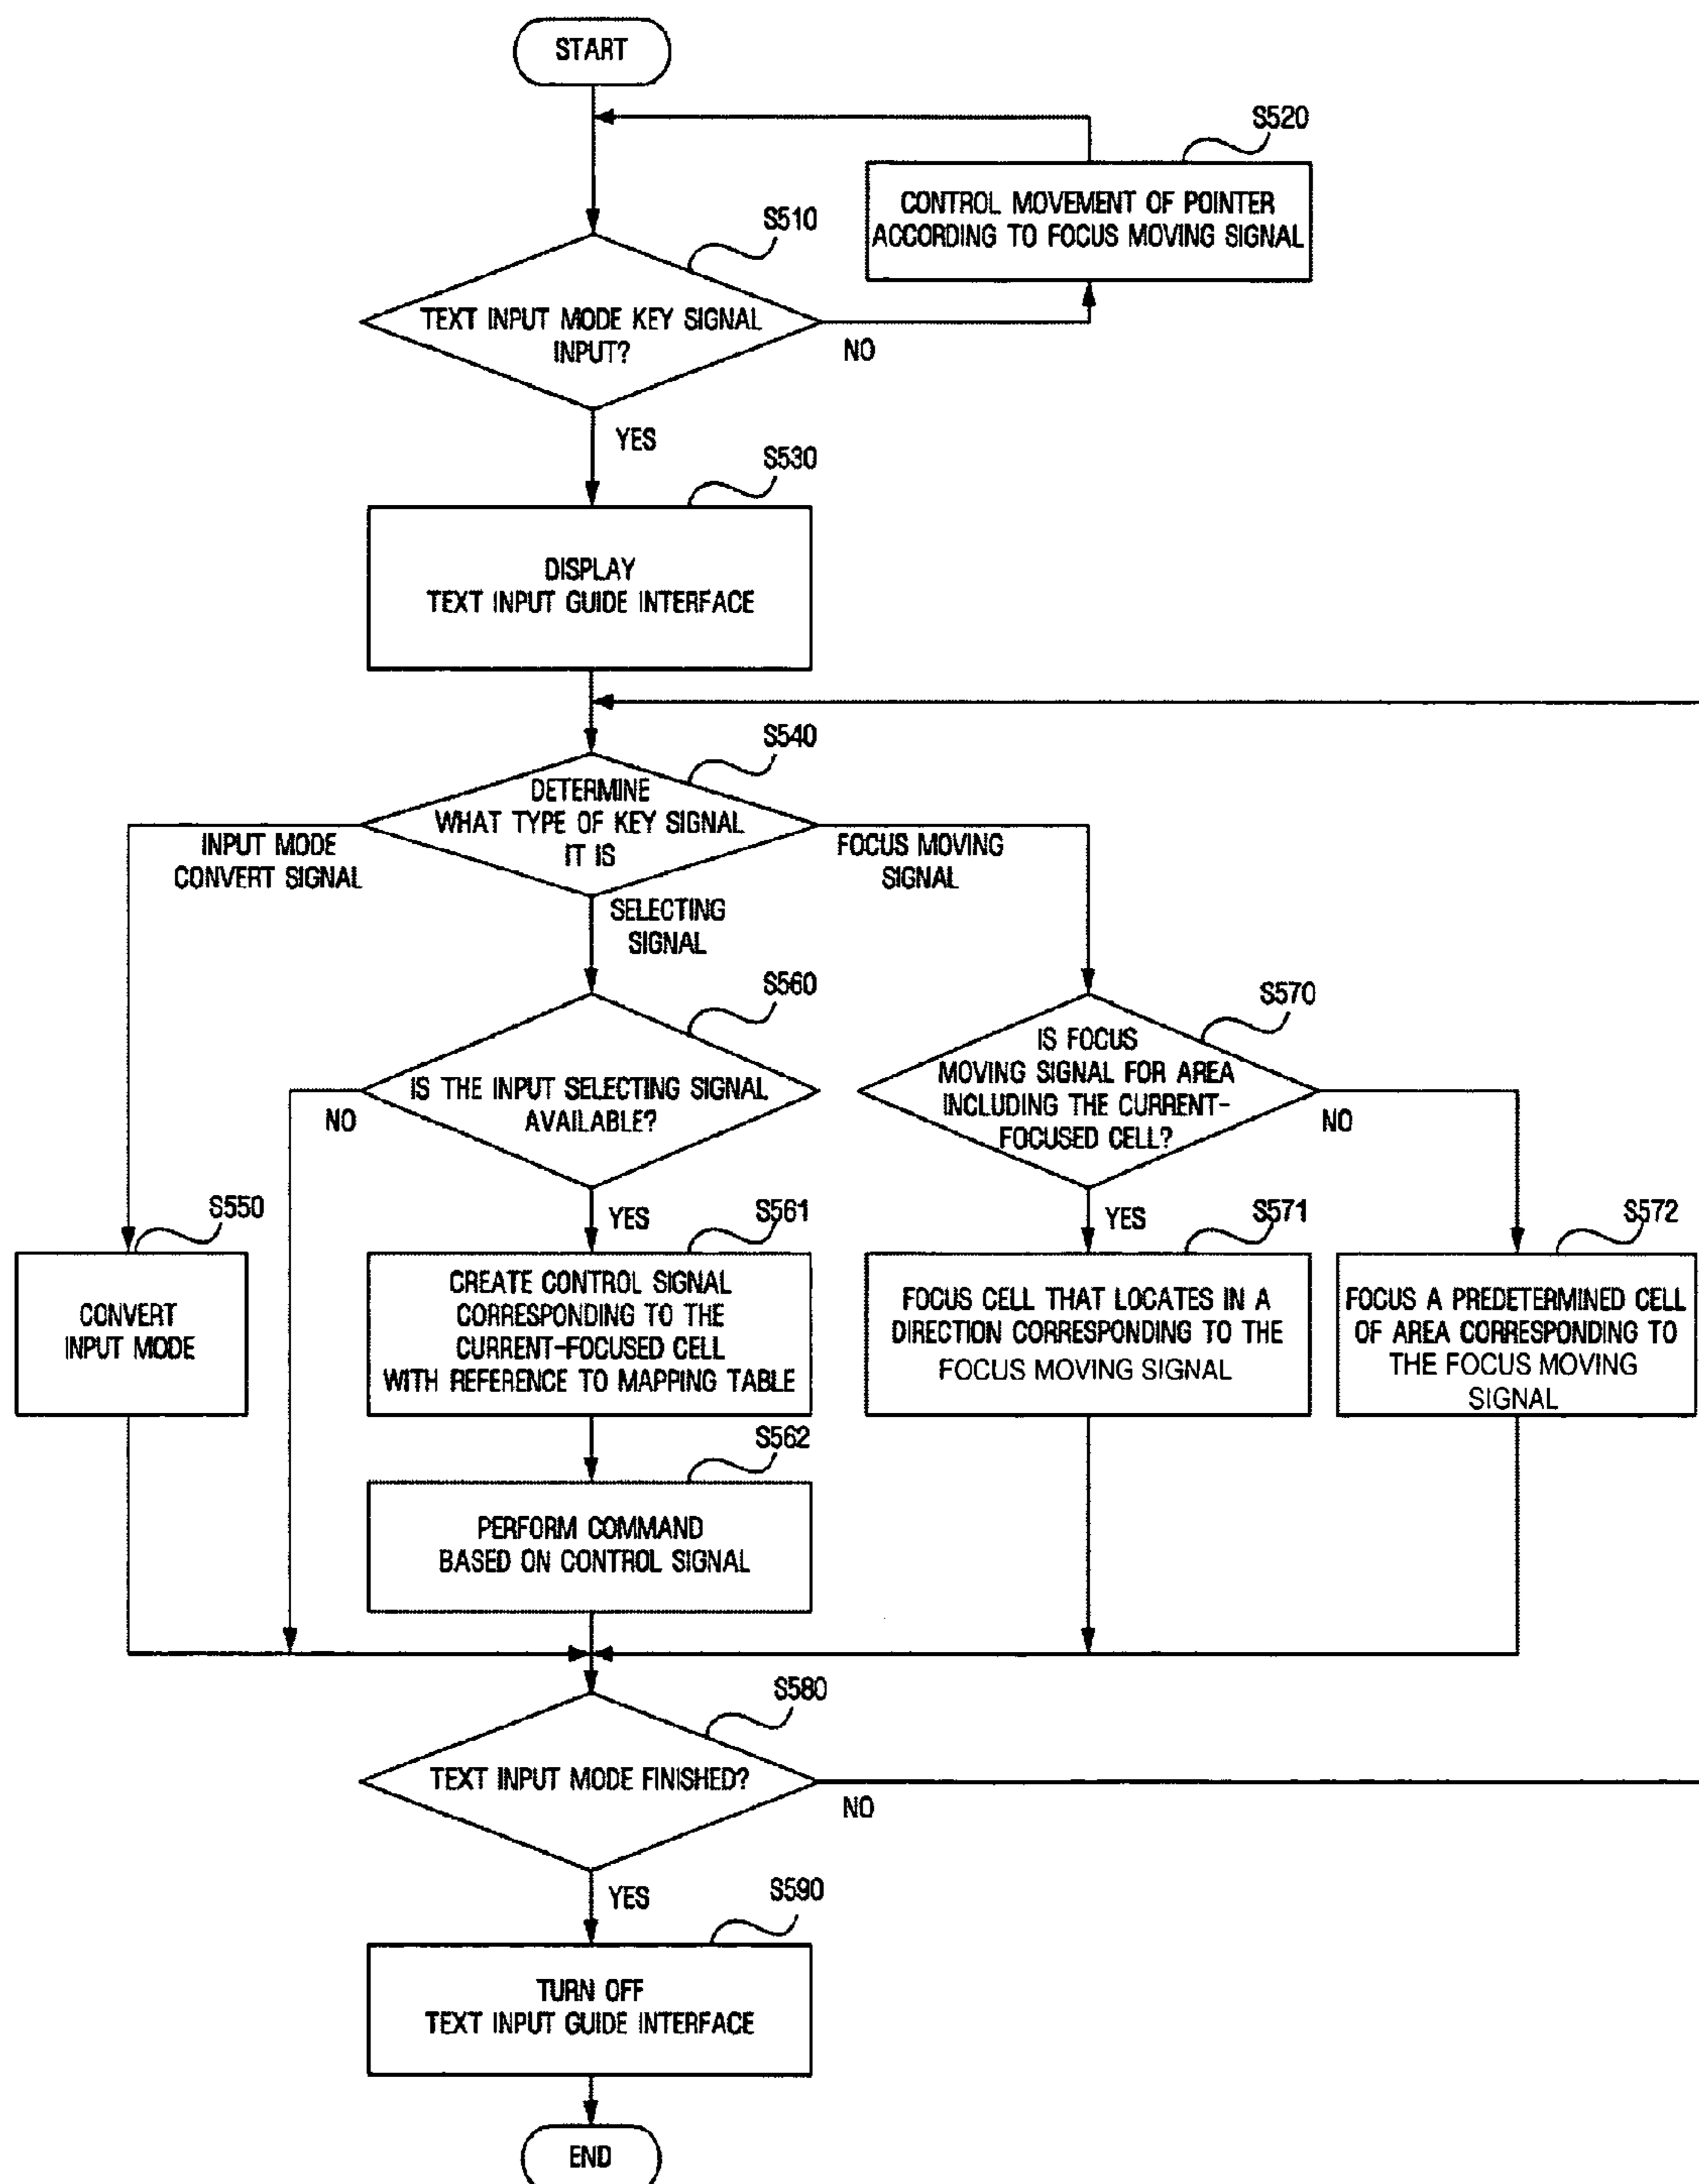 START
S520
CONTROL MOVEMENT OF POINTER
ACCORDING TO FOCUS MOVING SIGNAL
S510
TEXT INPUT MODE KEY SIGNAL
INPUT?
NO
YES
S530
DISPLAY
TEXT INPUT GUIDE INTERFACE
S540
DETERMINE
WHAT TYPE OF KEY SIGNAL
IT IS
INPUT MODE
CONVERT SIGNAL
FOCUS MOVING
SIGNAL
SELECTING
SIGNAL
S560
IS THE INPUT SELECTING SIGNAL
AVAILABLE?
NO
YES
S570
IS FOCUS
MOVING SIGNAL FOR AREA
INCLUDING THE CURRENT-
FOCUSED CELL?
NO
YES
S550
CONVERT
INPUT MODE
S561
CREATE CONTROL SIGNAL
CORRESPONDING TO THE
CURRENT-FOCUSED CELL
WITH REFERENCE TO MAPPING TABLE
S571
FOCUS CELL THAT LOCATES IN A
DIRECTION CORRESPONDING TO THE
FOCUS MOVING SIGNAL
S572
FOCUS A PREDETERMINED CELL
OF AREA CORRESPONDING TO
THE FOCUS MOVING
SIGNAL
S562
PERFORM COMMAND
BASED ON CONTROL SIGNAL
S580
TEXT INPUT MODE FINISHED?
NO
YES
S590
TURN OFF
TEXT INPUT GUIDE INTERFACE
END